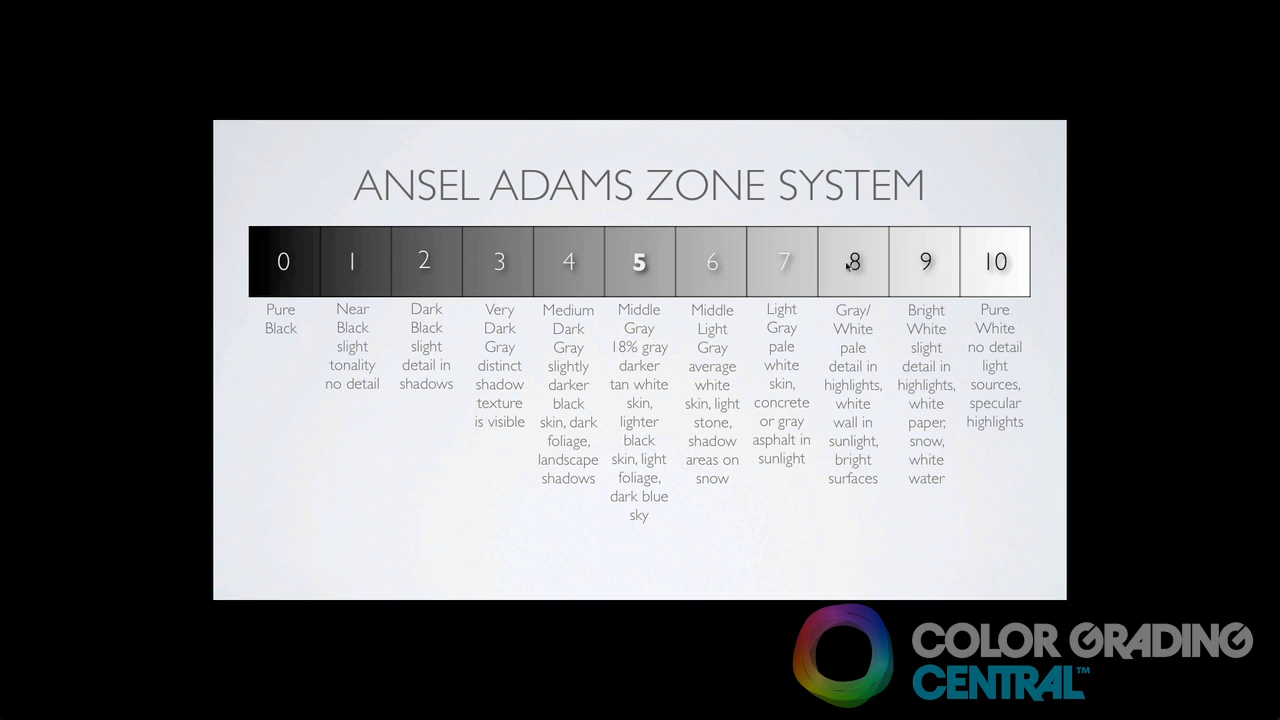 ANSEL ADAMS ZONE SYSTEM
0 1 2 3 4 5 6 7 8 9 10
Pure
Black
Near
Black
slight
tonality
no detail
Dark
Black
slight
detail in
shadows
Very
Dark
Gray
distinct
shadow
texture
is visible
Medium
Dark
Gray
slightly
darker
black
skin, dark
foliage,
landscape
shadows
Middle
Gray
18% gray
darker
tan white
skin,
lighter
black
skin, light
foliage,
dark blue
sky
Middle
Light
Gray
average
white
skin, light
stone,
shadow
areas on
snow
Light
Gray
pale
white
skin,
concrete
or gray
asphalt in
sunlight
Gray/
White
pale
detail in
highlights,
white
wall in
sunlight,
bright
surfaces
Bright
White
slight
detail in
highlights,
white
paper,
snow,
white
water
Pure
White
no detail
light
sources,
specular
highlights
COLOR GRADING
CENTRAL™